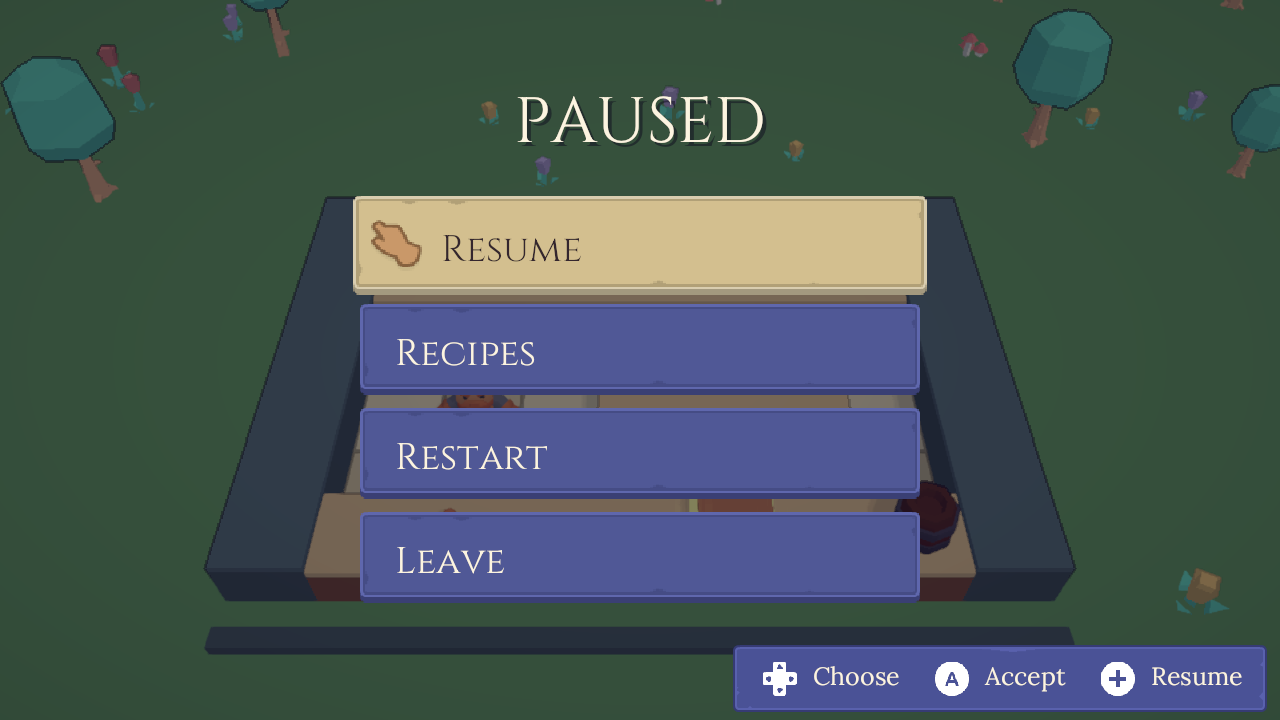 PAUSED
Resume
Recipes
Restart
Leave
Choose A Accept + Resume